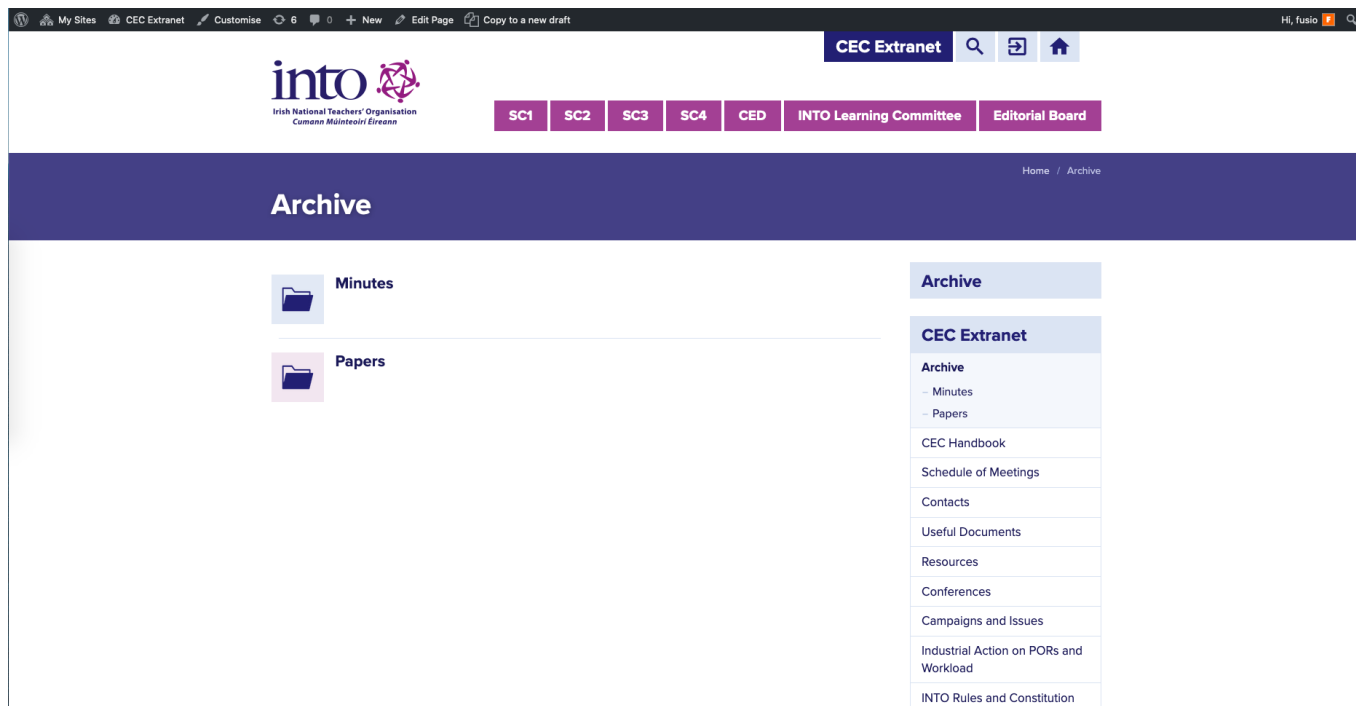 My Sites CEC Extranet Customise 6 0 New Edit Page Copy to a new draft Hi, fusio F
CEC Extranet
into
Irish National Teachers' Organisation
Cumann Múinteoirí Éireann
SC1 SC2 SC3 SC4 CED INTO Learning Committee Editorial Board
Home / Archive
Archive
Minutes
Papers
Archive
CEC Extranet
Archive
– Minutes
– Papers
CEC Handbook
Schedule of Meetings
Contacts
Useful Documents
Resources
Conferences
Campaigns and Issues
Industrial Action on PORs and
Workload
INTO Rules and Constitution